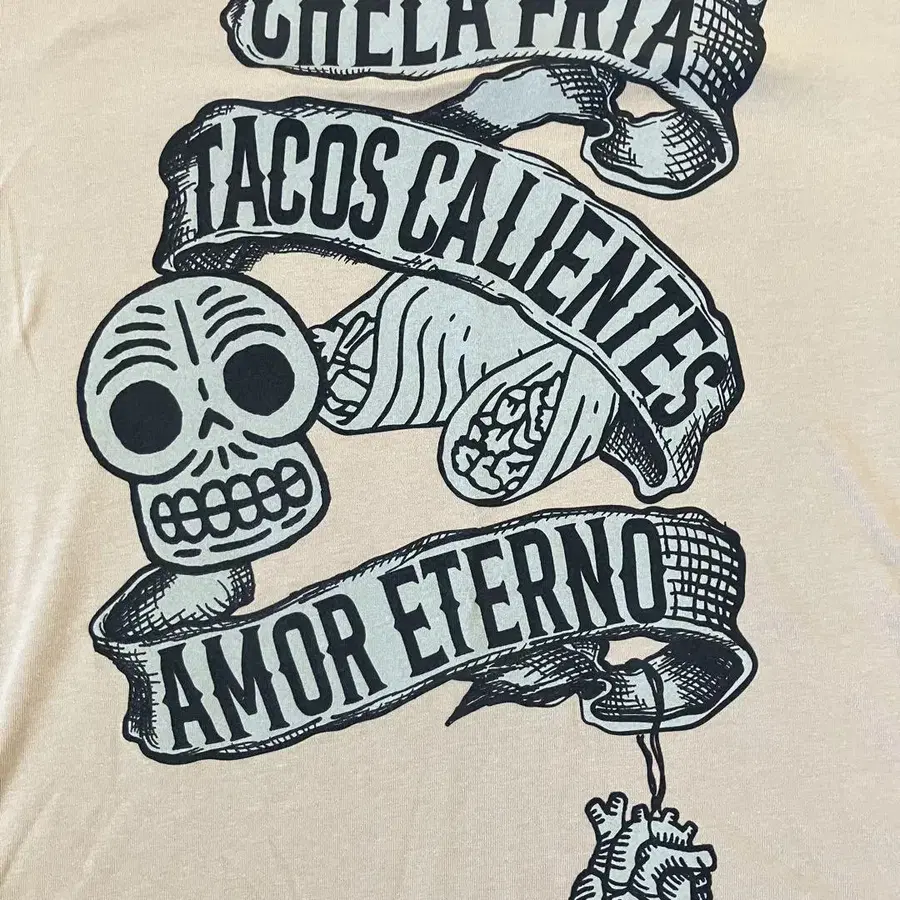 CHELA FRIA
TACOS CALIENTES
AMOR ETERNO